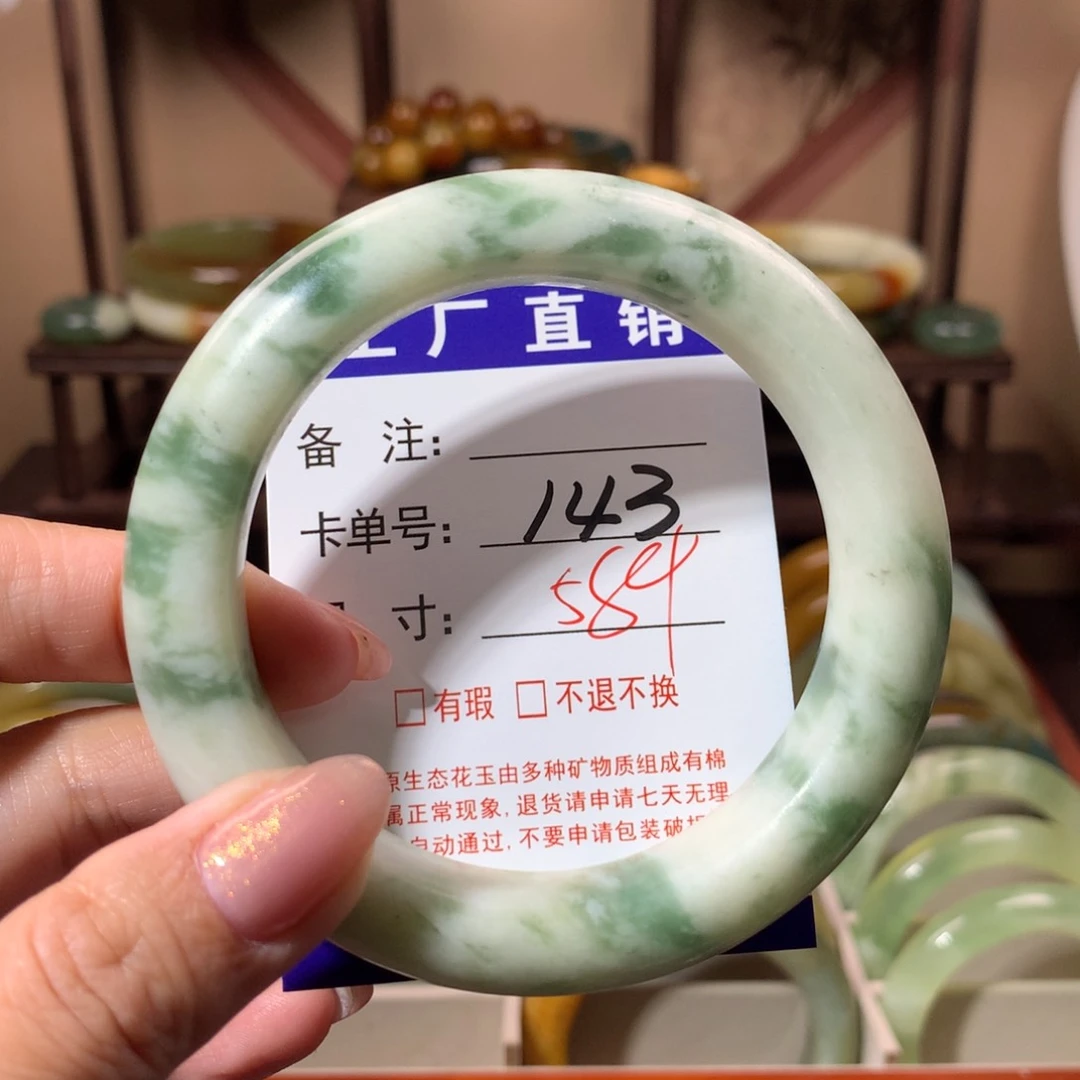 厂直销
备 注:
卡单号: 143
寸: 584
□有瑕 □不退不换
原生态花玉由多种矿物质组成有棉
属正常现象,退货请申请七天无理
自动通过,不要申请包装破